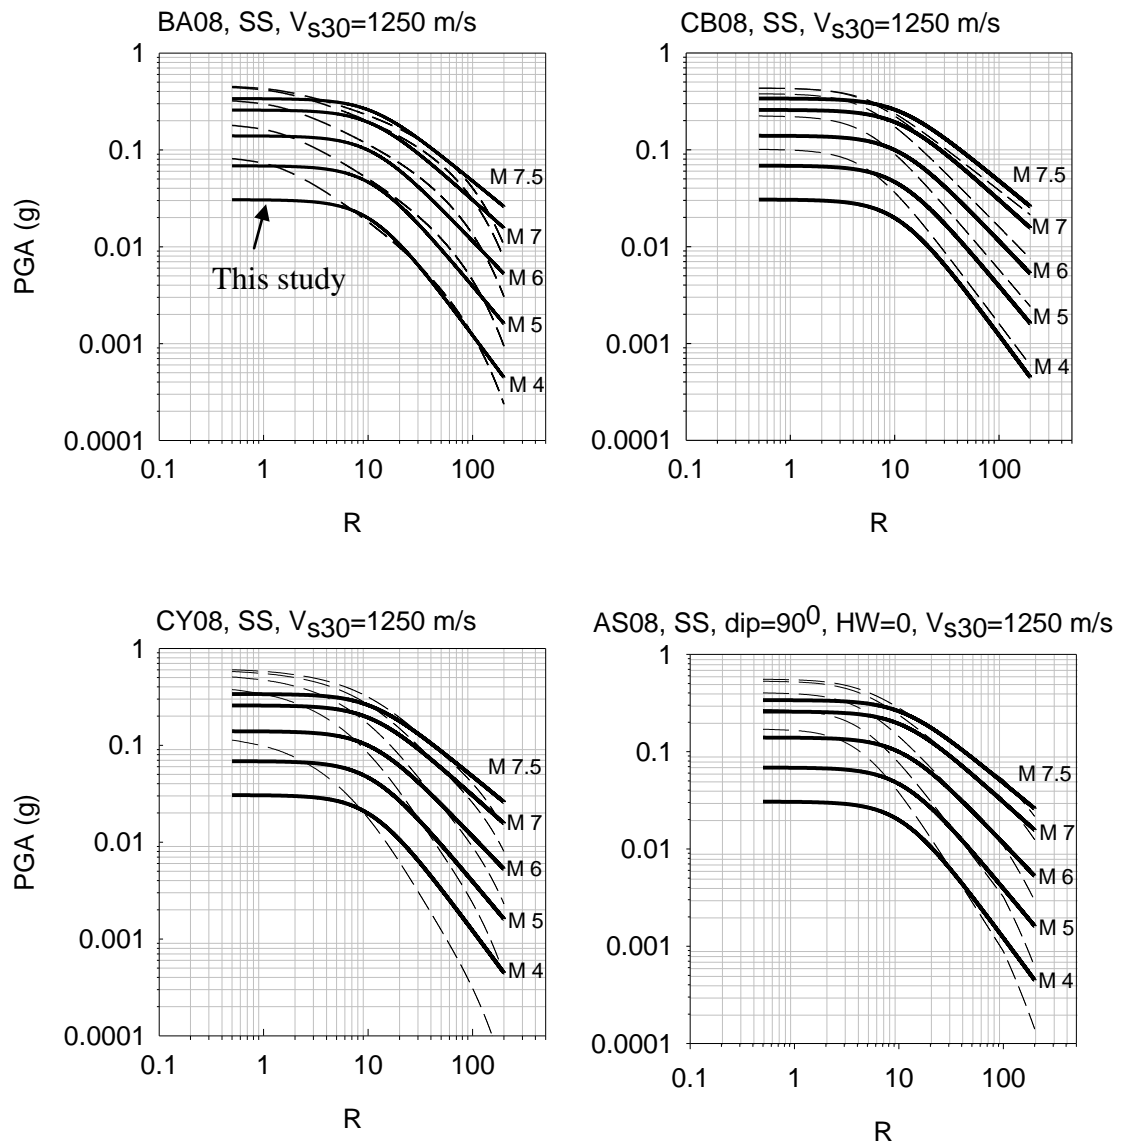 BA08, SS, Vs30=1250 m/s
1
0.1
0.01
0.001
0.0001
PGA (g)
M 7.5
M 7
M 6
M 5
M 4
This study
0.1 1 10 100
R
CB08, SS, Vs30=1250 m/s
1
0.1
0.01
0.001
0.0001
M 7.5
M 7
M 6
M 5
M 4
0.1 1 10 100
R
CY08, SS, Vs30=1250 m/s
1
0.1
0.01
0.001
0.0001
PGA (g)
M 7.5
M 7
M 6
M 5
M 4
0.1 1 10 100
R
AS08, SS, dip=90⁰, HW=0, Vs30=1250 m/s
1
0.1
0.01
0.001
0.0001
M 7.5
M 7
M 6
M 5
M 4
0.1 1 10 100
R